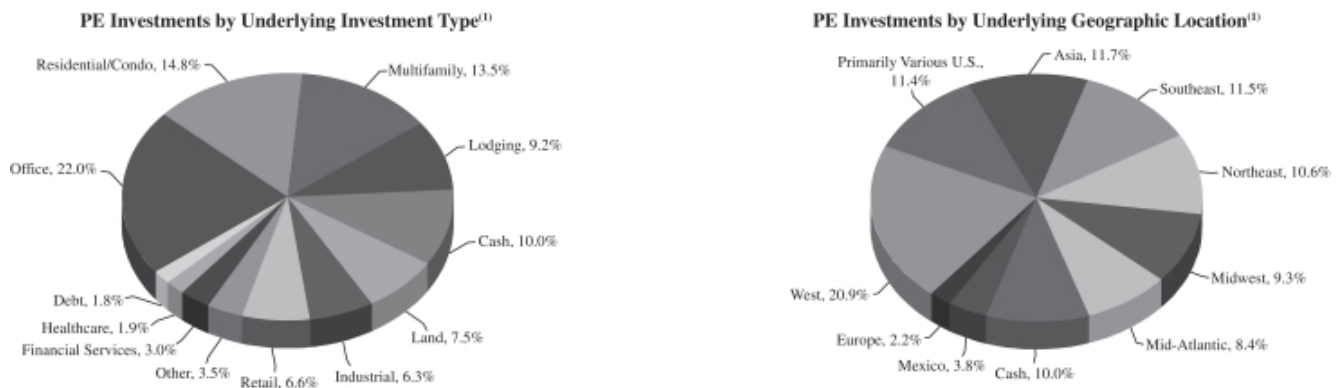 PE Investments by Underlying Investment Type(1)
Residential/Condo, 14.8%
Multifamily, 13.5%
Lodging, 9.2%
Office, 22.0%
Cash, 10.0%
Debt, 1.8%
Healthcare, 1.9%
Financial Services, 3.0%
Other, 3.5%
Retail, 6.6%
Industrial, 6.3%
Land, 7.5%
PE Investments by Underlying Geographic Location(1)
Primarily Various U.S.,
11.4%
Asia, 11.7%
Southeast, 11.5%
Northeast, 10.6%
Midwest, 9.3%
West, 20.9%
Europe, 2.2%
Mexico, 3.8%
Cash, 10.0%
Mid-Atlantic, 8.4%